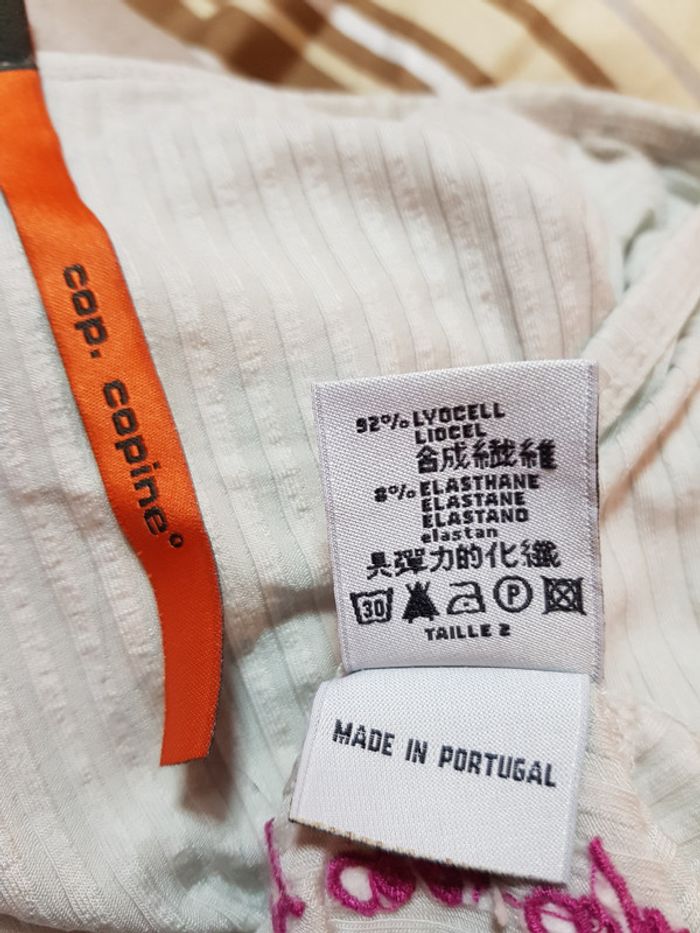 cop. copine°
92% LYOCELL
LIOCEL
合成纖維
8% ELASTHANE
ELASTANE
ELASTANO
elastan
具彈力的化纖
30 P
TAILLE 2
MADE IN PORTUGAL